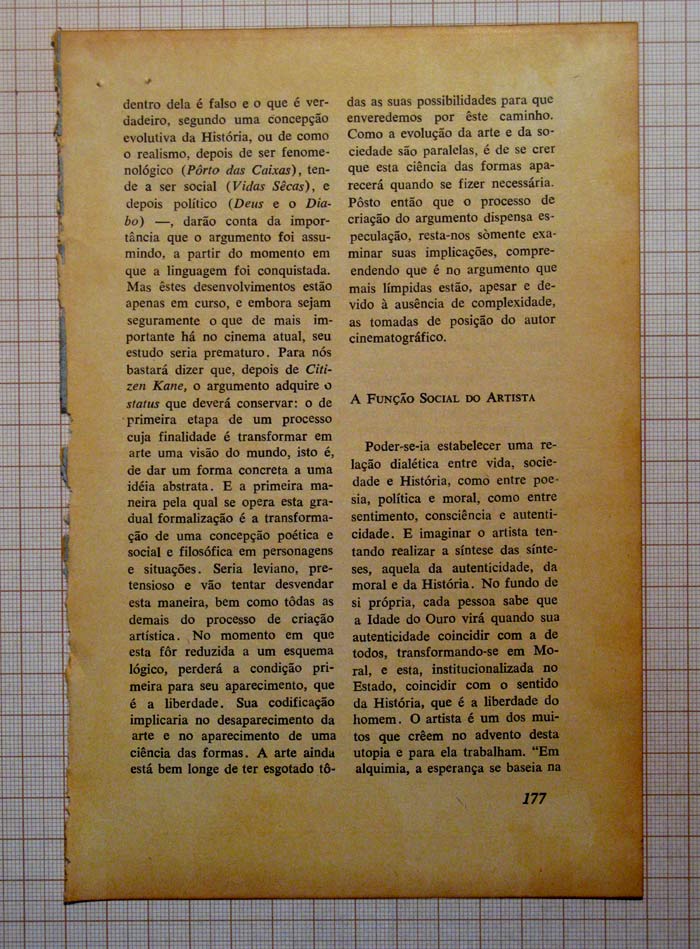 dentro dela é falso e o que é ver-
dadeiro, segundo uma concepção
evolutiva da História, ou de como
o realismo, depois de ser fenome-
nológico (Pôrto das Caixas), ten-
de a ser social (Vidas Sêcas), e
depois político (Deus e o Dia-
bo) —, darão conta da impor-
tância que o argumento foi assu-
mindo, a partir do momento em
que a linguagem foi conquistada.
Mas êstes desenvolvimentos estão
apenas em curso, e embora sejam
seguramente o que de mais im-
portante há no cinema atual, seu
estudo seria prematuro. Para nós
bastará dizer que, depois de Citi-
zen Kane, o argumento adquire o
status que deverá conservar: o de
primeira etapa de um processo
cuja finalidade é transformar em
arte uma visão do mundo, isto é,
de dar um forma concreta a uma
idéia abstrata. E a primeira ma-
neira pela qual se opera esta gra-
dual formalização é a transforma-
ção de uma concepção poética e
social e filosófica em personagens
e situações. Seria leviano, pre-
tensioso e vão tentar desvendar
esta maneira, bem como tôdas as
demais do processo de criação
artística. No momento em que
esta fôr reduzida a um esquema
lógico, perderá a condição pri-
meira para seu aparecimento, que
é a liberdade. Sua codificação
implicaria no desaparecimento da
arte e no aparecimento de uma
ciência das formas. A arte ainda
está bem longe de ter esgotado tô-
das as suas possibilidades para que
enveredemos por êste caminho.
Como a evolução da arte e da so-
ciedade são paralelas, é de se crer
que esta ciência das formas apa-
recerá quando se fizer necessária.
Pôsto então que o processo de
criação do argumento dispensa es-
peculação, resta-nos sòmente exa-
minar suas implicações, compre-
endendo que é no argumento que
mais límpidas estão, apesar e de-
vido à ausência de complexidade,
as tomadas de posição do autor
cinematográfico.
A Função Social do Artista
Poder-se-ia estabelecer uma re-
lação dialética entre vida, socie-
dade e História, como entre poe-
sia, política e moral, como entre
sentimento, consciência e autenti-
cidade. E imaginar o artista ten-
tando realizar a síntese das sínte-
ses, aquela da autenticidade, da
moral e da História. No fundo de
si própria, cada pessoa sabe que
a Idade do Ouro virá quando sua
autenticidade coincidir com a de
todos, transformando-se em Mo-
ral, e esta, institucionalizada no
Estado, coincidir com o sentido
da História, que é a liberdade do
homem. O artista é um dos mui-
tos que crêem no advento desta
utopia e para ela trabalham. "Em
alquimia, a esperança se baseia na
177